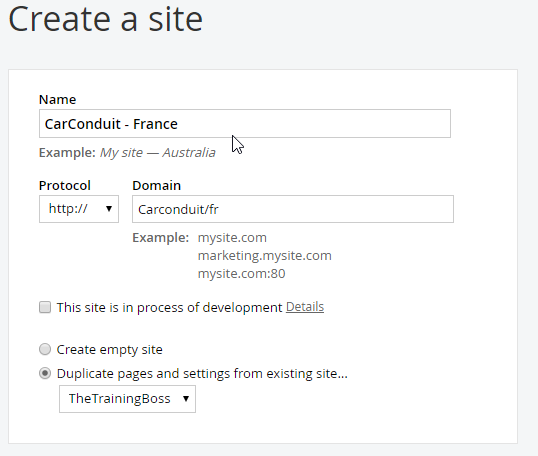 Create a site
Name
CarConduit - France
Example: My site — Australia
Protocol Domain
http:// Carconduit/fr
Example: mysite.com
marketing.mysite.com
mysite.com:80
This site is in process of development Details
Create empty site
Duplicate pages and settings from existing site...
TheTrainingBoss